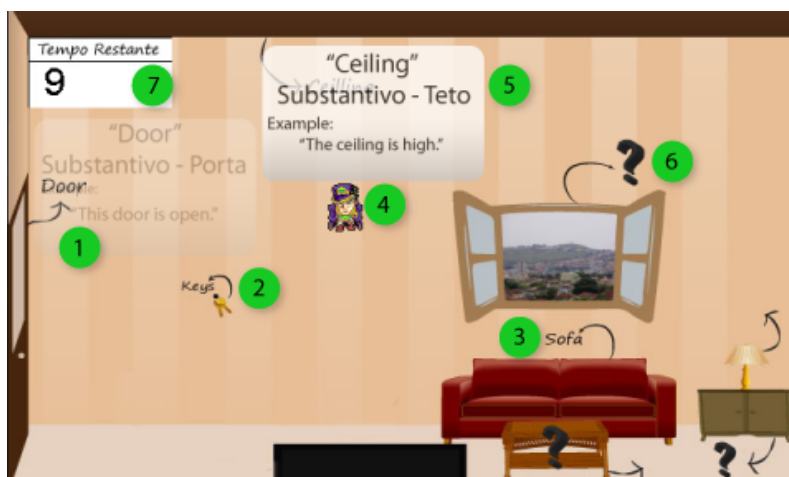 Tempo Restante
9
7
"Ceiling"
Ceilling
Substantivo - Teto
Example:
"The ceiling is high."
5
"Door"
Substantivo - Porta
Door
"This door is open."
1
?
6
4
Keys
2
3
Sofa
?
?